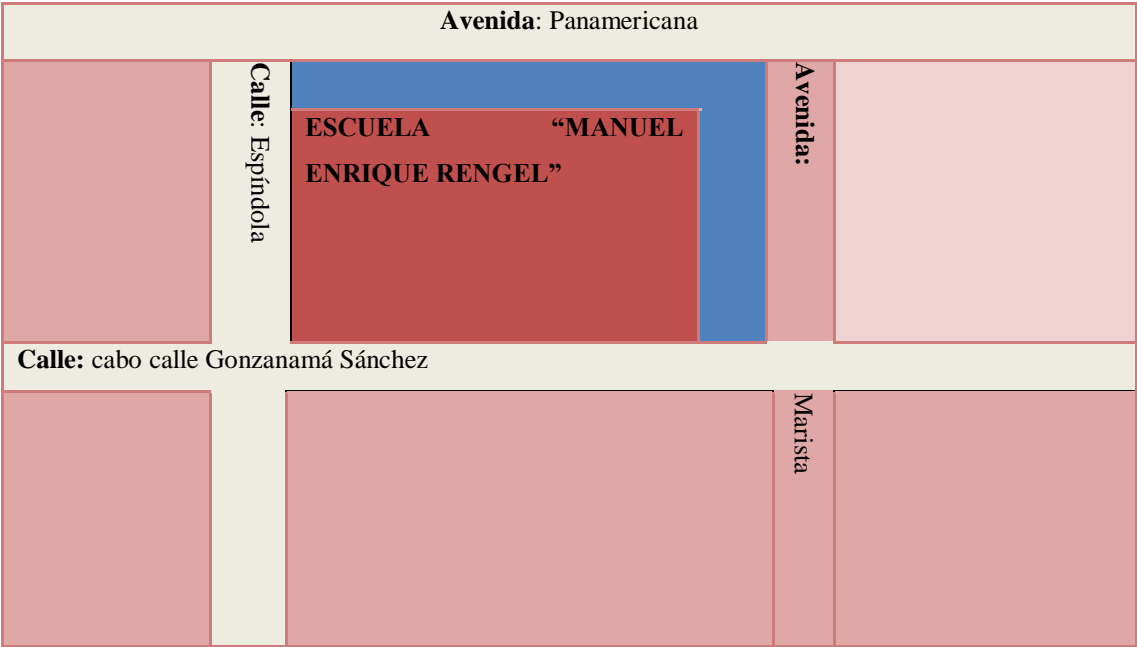 Avenida: Panamericana
Calle: Espíndola
ESCUELA “MANUEL
ENRIQUE RENGEL”
Avenida:
Calle: cabo calle Gonzanamá Sánchez
Marista